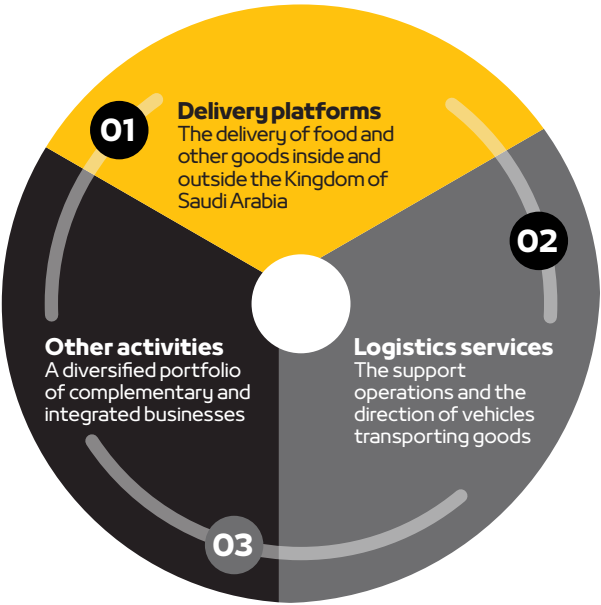 01
Delivery platforms
The delivery of food and
other goods inside and
outside the Kingdom of
Saudi Arabia
02
Logistics services
The support
operations and the
direction of vehicles
transporting goods
03
Other activities
A diversified portfolio
of complementary and
integrated businesses